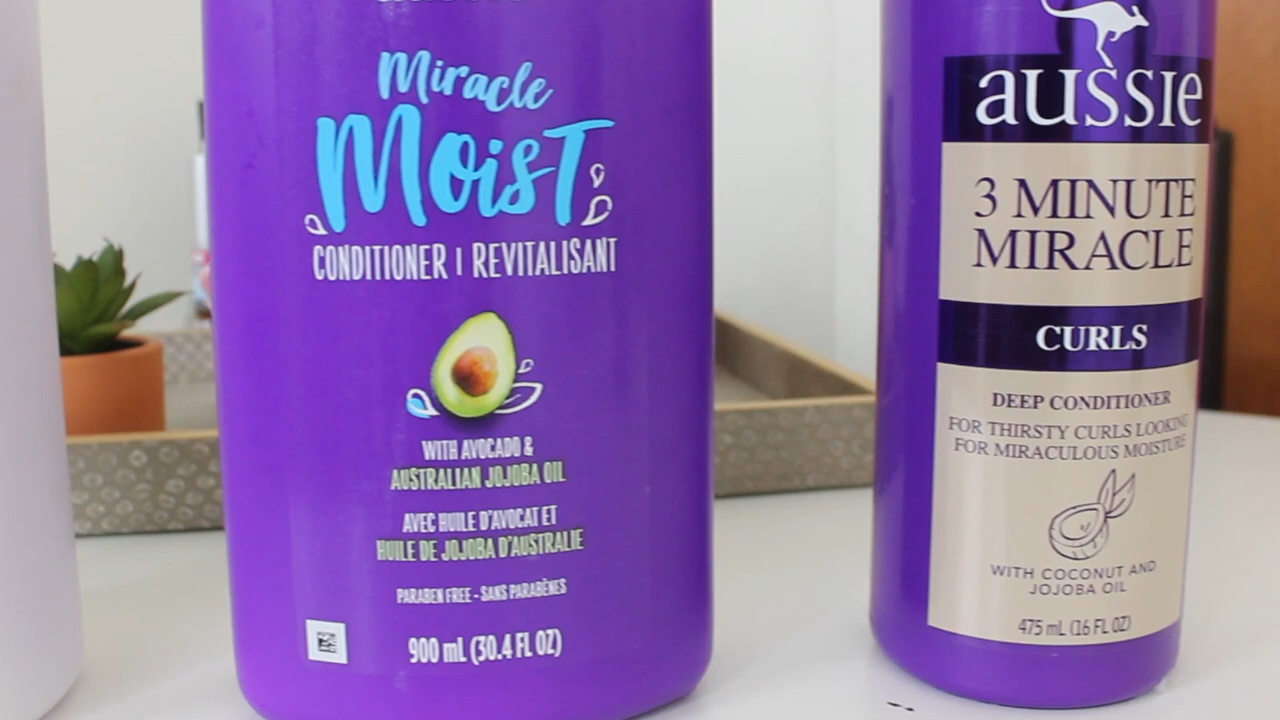 Miracle
Moist
CONDITIONER | REVITALISANT
WITH AVOCADO &
AUSTRALIAN JOJOBA OIL
AVEC HUILE D'AVOCAT ET
HUILE DE JOJOBA D'AUSTRALIE
PARABEN FREE - SANS PARABÈNES
900 mL (30.4 FL OZ)
aussie
3 MINUTE
MIRACLE
CURLS
DEEP CONDITIONER
FOR THIRSTY CURLS LOOKING
FOR MIRACULOUS MOISTURE
WITH COCONUT AND
JOJOBA OIL
475 mL (16 FL OZ)